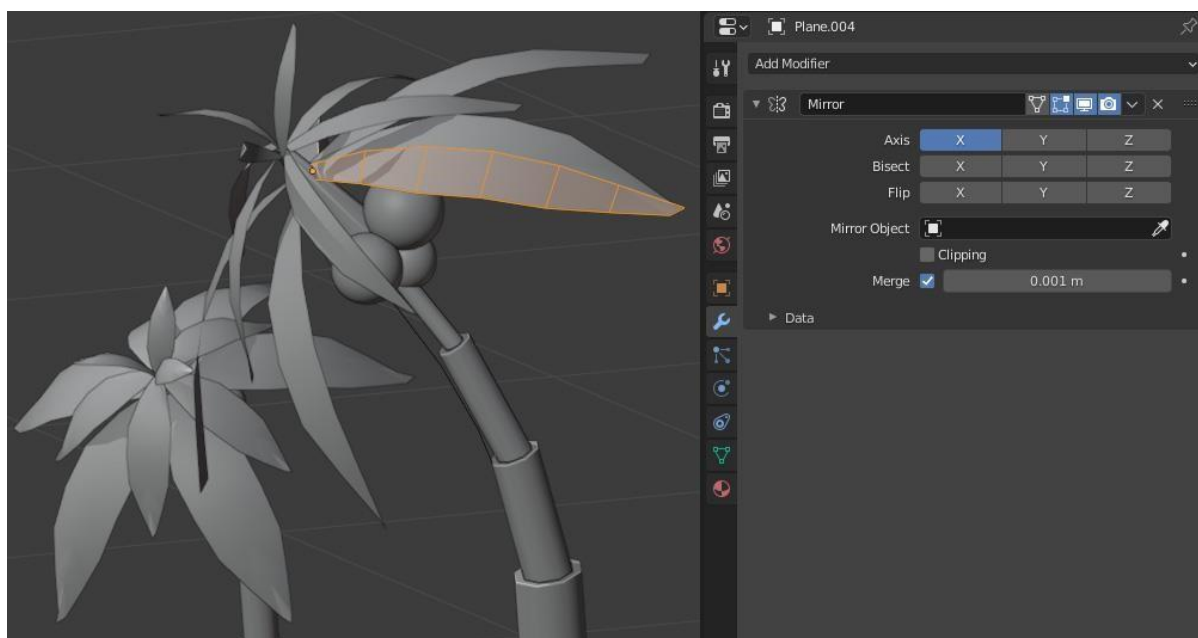 Plane.004
Add Modifier
Mirror
Axis X Y Z
Bisect X Y Z
Flip X Y Z
Mirror Object
Clipping
Merge 0.001 m
Data